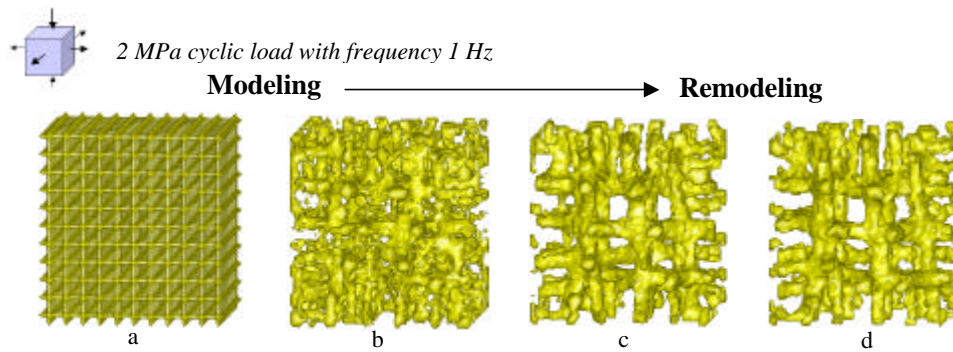 2 MPa cyclic load with frequency 1 Hz
Modeling Remodeling
a b c d